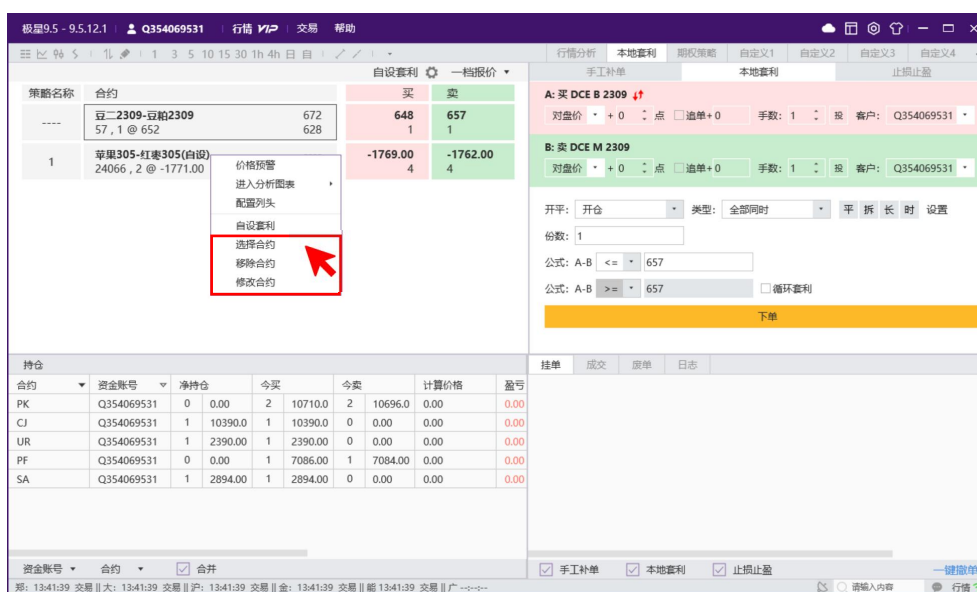 极星9.5 - 9.5.12.1 Q354069531 行情 VIP 交易 帮助
1 3 5 10 15 30 1h 4h 日 行情分析 本地套利 期权策略 自定义1 自定义2 自定义3 自定义4
自设套利 一档报价 手工补单 本地套利 止损止盈
策略名称 合约 买 卖
---- 豆二2309-豆粕2309 672 648 657
57 , 1 @ 652 628 1 1
1 苹果305-红枣305(自设) -1769.00 -1762.00
24066 , 2 @ -1771.00 4 4
价格预警
进入分析图表
配置列头
自设套利
选择合约
移除合约
修改合约
A: 买 DCE B 2309
对盘价 + 0 点 追单+0 手数: 1 投 客户: Q354069531
B: 卖 DCE M 2309
对盘价 + 0 点 追单+0 手数: 1 投 客户: Q354069531
开平: 开仓 类型: 全部同时 平 拆 长 时 设置
份数: 1
公式: A-B <= 657
公式: A-B >= 657 循环套利
下单
持仓 挂单 成交 废单 日志
合约 资金账号 净持仓 今买 今卖 计算价格 盈亏
PK Q354069531 0 0.00 2 10710.0 2 10696.0 0.00 0.00
CJ Q354069531 1 10390.0 1 10390.0 0 0.00 0.00 0.00
UR Q354069531 1 2390.00 1 2390.00 0 0.00 0.00 0.00
PF Q354069531 0 0.00 1 7086.00 1 7084.00 0.00 0.00
SA Q354069531 1 2894.00 1 2894.00 0 0.00 0.00 0.00
资金账号 合约 合并 手工补单 本地套利 止损止盈 一键撤单
郑: 13:41:39 交易 || 大: 13:41:39 交易 || 沪: 13:41:39 交易 || 金: 13:41:39 交易 || 能 13:41:39 交易 || 广 --:--:-- 请输入内容 行情